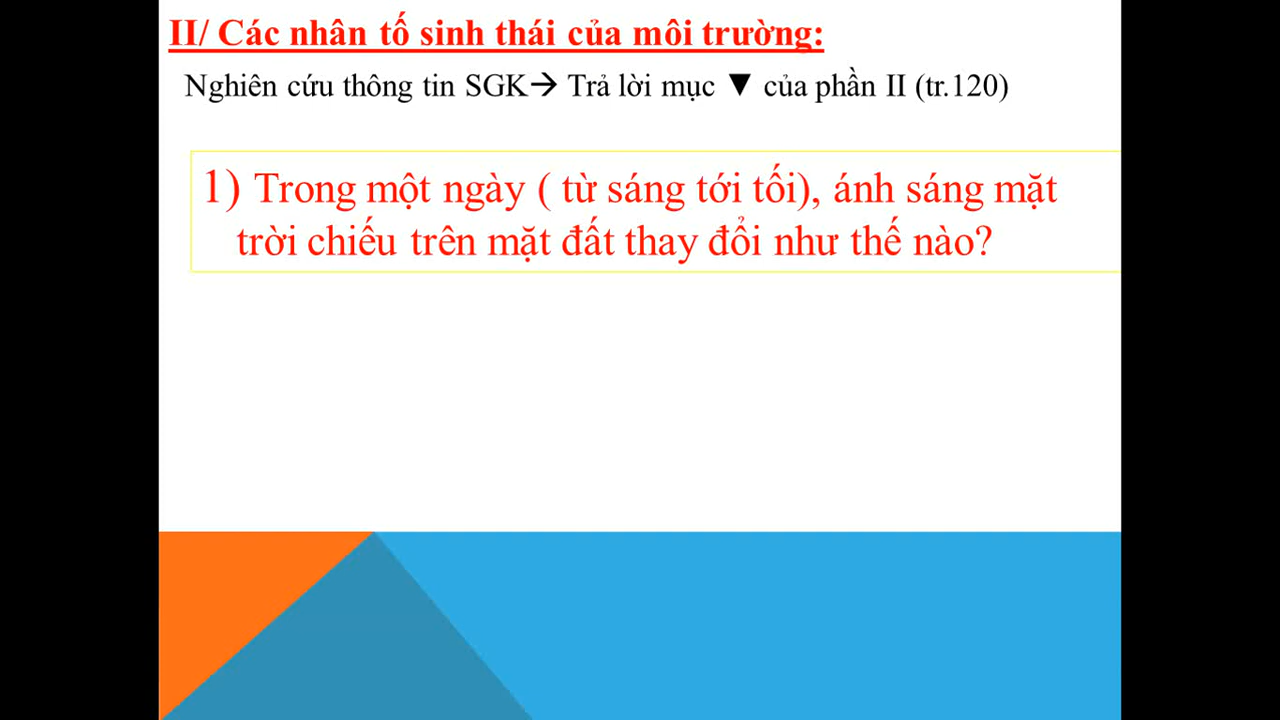 II/ Các nhân tố sinh thái của môi trường:
Nghiên cứu thông tin SGK→ Trả lời mục ▼ của phần II (tr.120)
1) Trong một ngày ( từ sáng tới tối), ánh sáng mặt
trời chiếu trên mặt đất thay đổi như thế nào?